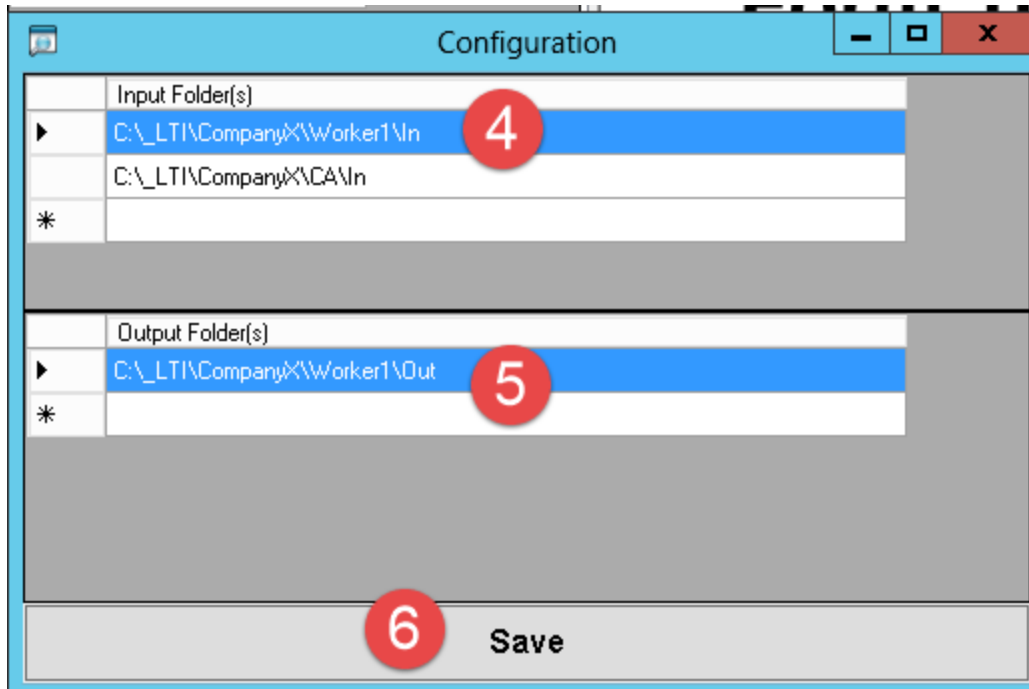 Configuration
Input Folder(s)
C:\_LTI\CompanyX\Worker1\In
4
C:\_LTI\CompanyX\CA\In
Output Folder(s)
C:\_LTI\CompanyX\Worker1\Out
5
6
Save